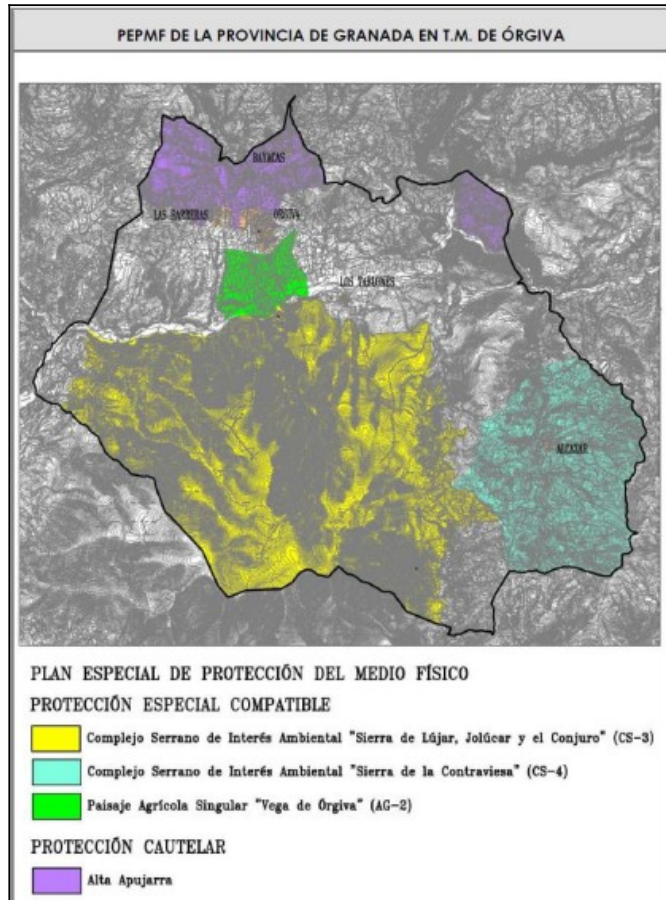 PEPMF DE LA PROVINCIA DE GRANADA EN T.M. DE ÓRGIVA
BAYACAS
LAS BARRERAS
ORGIVA
LOS TABLONES
ALCAZAR
PLAN ESPECIAL DE PROTECCIÓN DEL MEDIO FÍSICO
PROTECCIÓN ESPECIAL COMPATIBLE
Complejo Serrano de Interés Ambiental "Sierra de Lújar, Jolúcar y el Conjuro" (CS-3)
Complejo Serrano de Interés Ambiental "Sierra de la Contraviesa" (CS-4)
Paisaje Agrícola Singular "Vega de Órgiva" (AG-2)
PROTECCIÓN CAUTELAR
Alta Apujarra